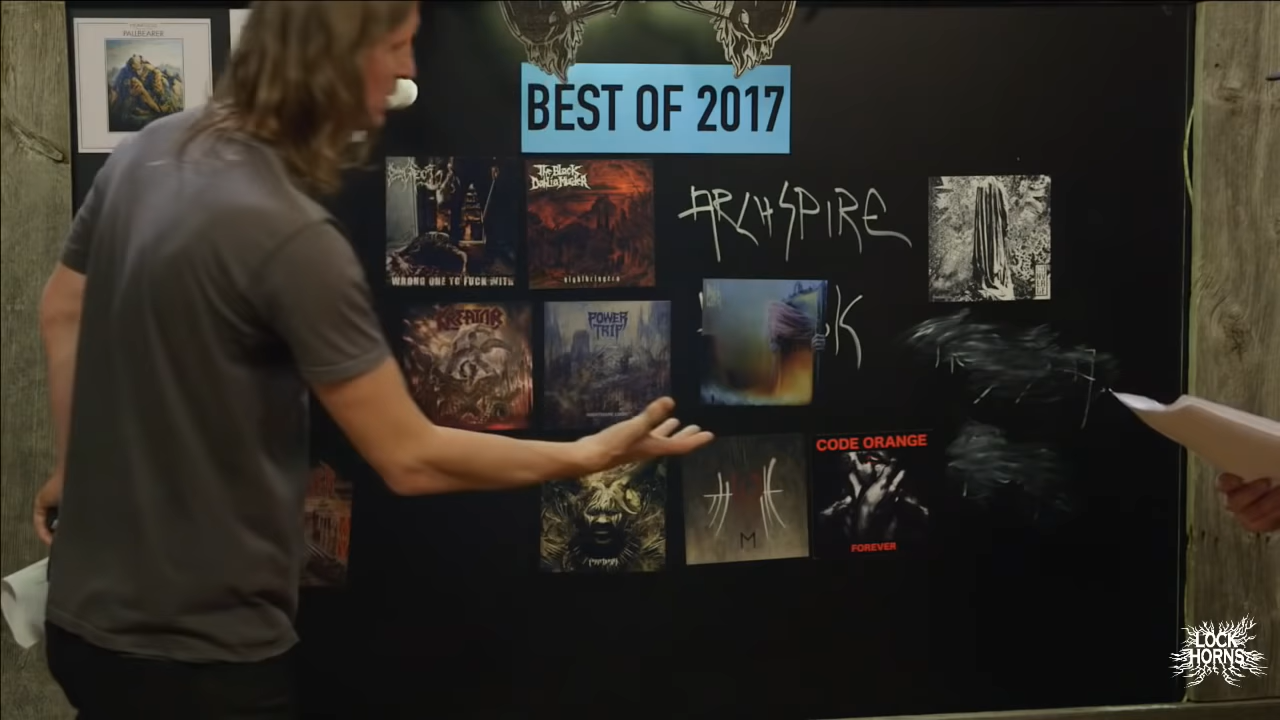 PALLBEARER
BEST OF 2017
The Black
Dahlia Murder
nightbringers
WRONG ONE TO FUCK WITH
ARCHSPIRE
KREATOR
POWER
TRIP
K
CODE ORANGE
M
FOREVER
LOCK
HORNS